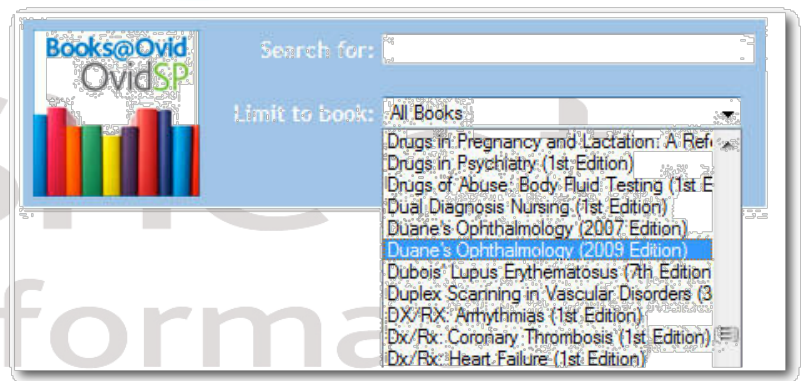 Books@Ovid
OvidSP
Search for:
Limit to book:
All Books
Drugs in Pregnancy and Lactation: A Ref
Drugs in Psychiatry (1st Edition)
Drugs of Abuse: Body Fluid Testing (1st E
Dual Diagnosis Nursing (1st Edition)
Duane's Ophthalmology (2007 Edition)
Duane's Ophthalmology (2009 Edition)
Dubois' Lupus Erythematosus (7th Edition
Duplex Scanning in Vascular Disorders (3
DX/RX: Arrhythmias (1st Edition)
Dx/Rx: Coronary Thrombosis (1st Edition)
Dx/Rx: Heart Failure (1st Edition)
forma